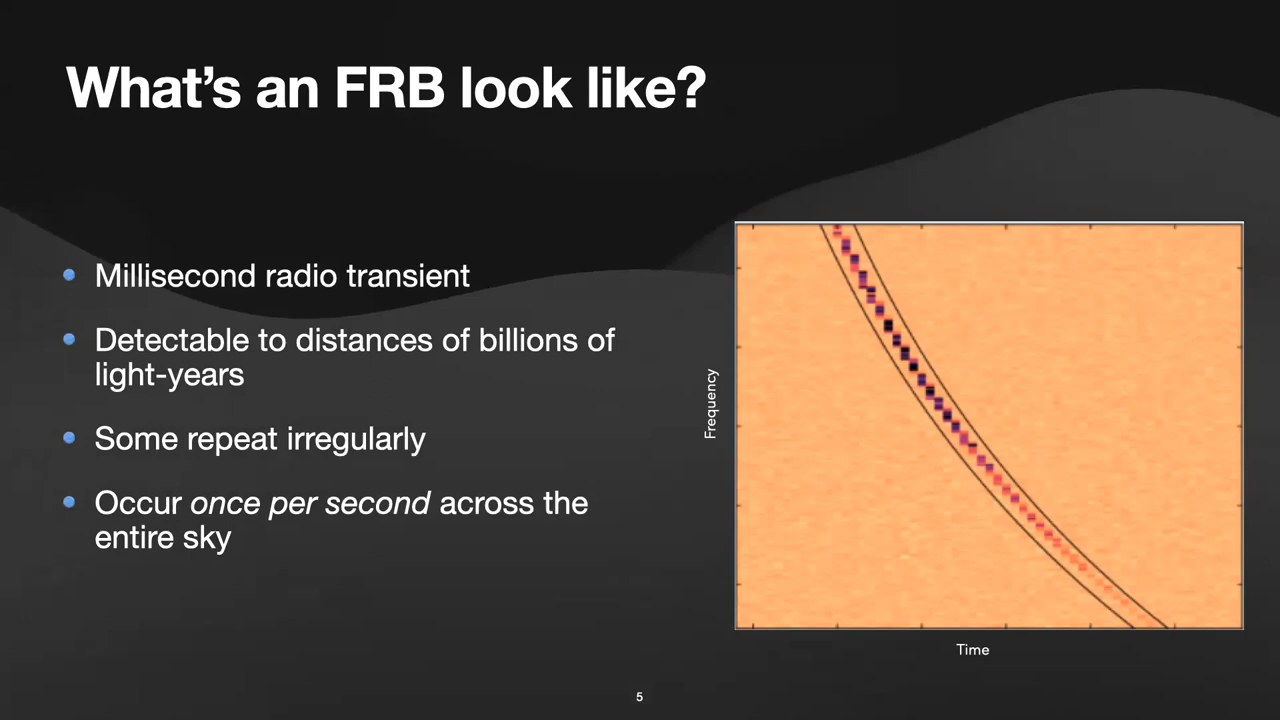 What’s an FRB look like?
Millisecond radio transient
Detectable to distances of billions of
light-years
Some repeat irregularly
Occur once per second across the
entire sky
Frequency
Time
5